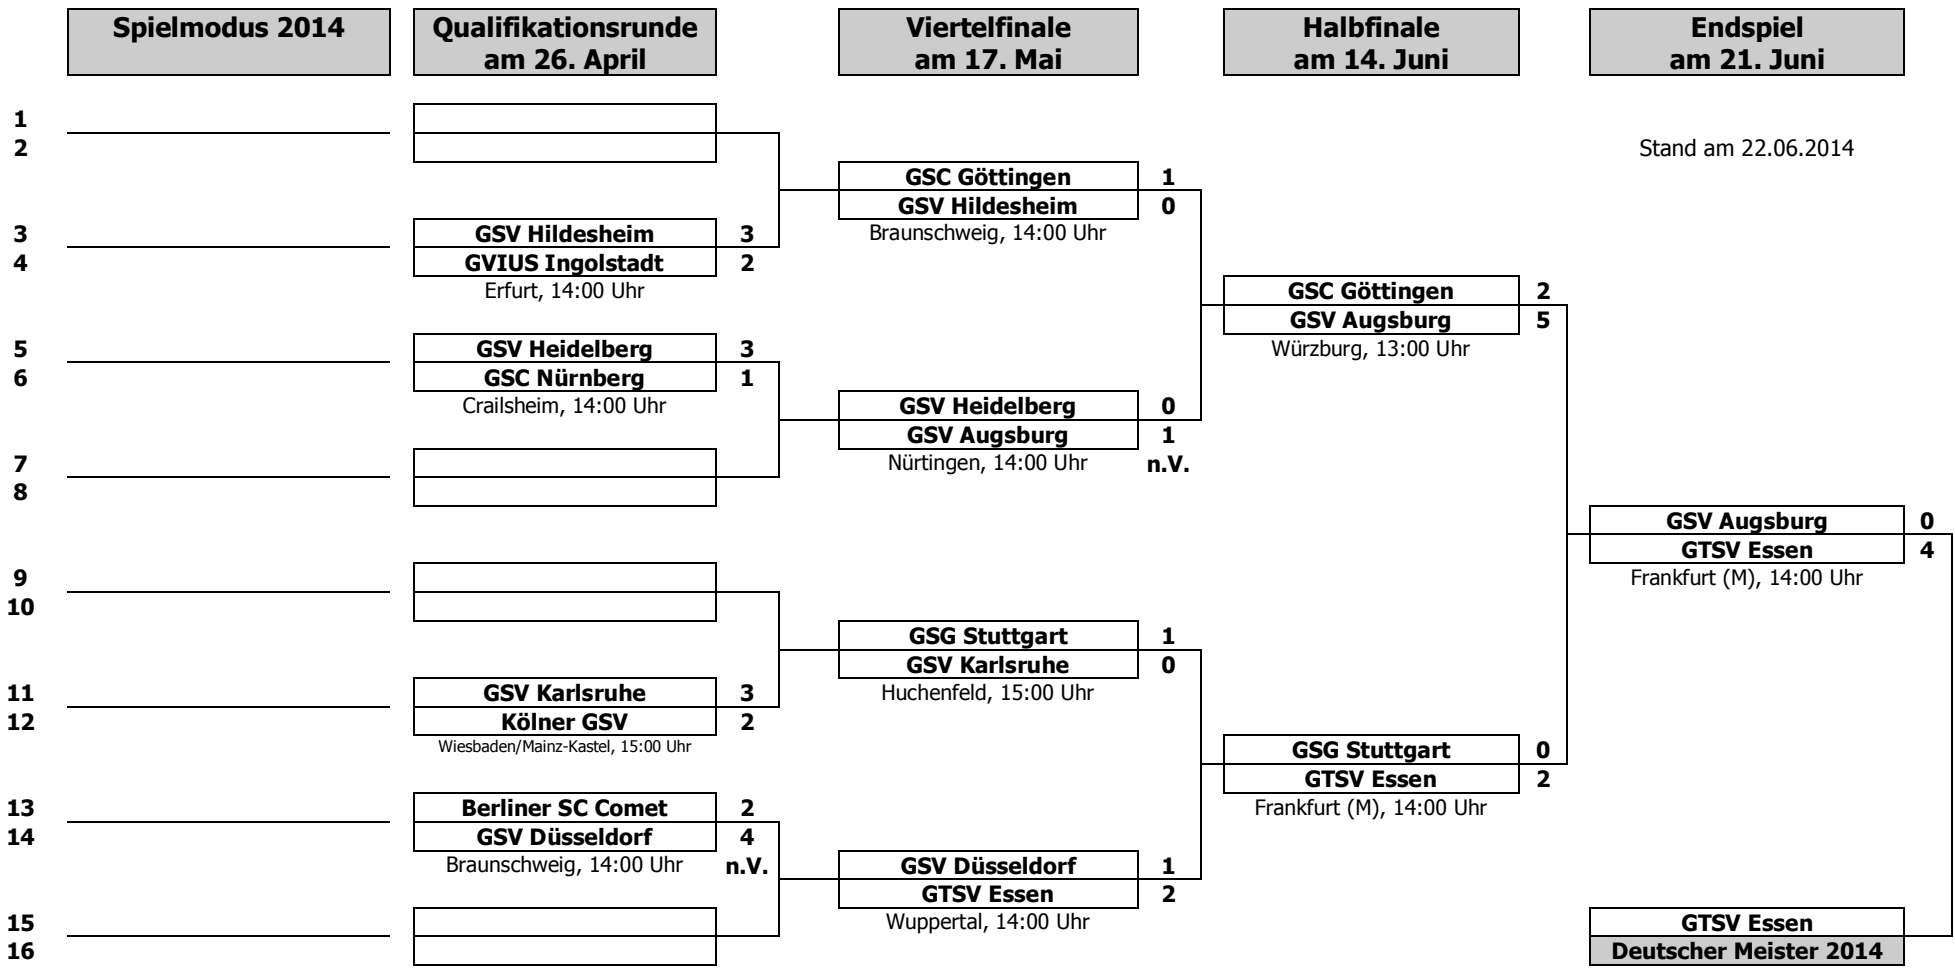 Spielmodus 2014
Qualifikationsrunde
am 26. April
Viertelfinale
am 17. Mai
Halbfinale
am 14. Juni
Endspiel
am 21. Juni
Stand am 22.06.2014
1
2
3
4
5
6
7
8
9
10
11
12
13
14
15
16
GSV Hildesheim 3
GVIUS Ingolstadt 2
Erfurt, 14:00 Uhr
GSV Heidelberg 3
GSC Nürnberg 1
Crailsheim, 14:00 Uhr
GSV Karlsruhe 3
Kölner GSV 2
Wiesbaden/Mainz-Kastel, 15:00 Uhr
Berliner SC Comet 2
GSV Düsseldorf 4
Braunschweig, 14:00 Uhr n.V.
GSC Göttingen 1
GSV Hildesheim 0
Braunschweig, 14:00 Uhr
GSV Heidelberg 0
GSV Augsburg 1
Nürtingen, 14:00 Uhr n.V.
GSG Stuttgart 1
GSV Karlsruhe 0
Huchenfeld, 15:00 Uhr
GSV Düsseldorf 1
GTSV Essen 2
Wuppertal, 14:00 Uhr
GSC Göttingen 2
GSV Augsburg 5
Würzburg, 13:00 Uhr
GSG Stuttgart 0
GTSV Essen 2
Frankfurt (M), 14:00 Uhr
GSV Augsburg 0
GTSV Essen 4
Frankfurt (M), 14:00 Uhr
GTSV Essen
Deutscher Meister 2014